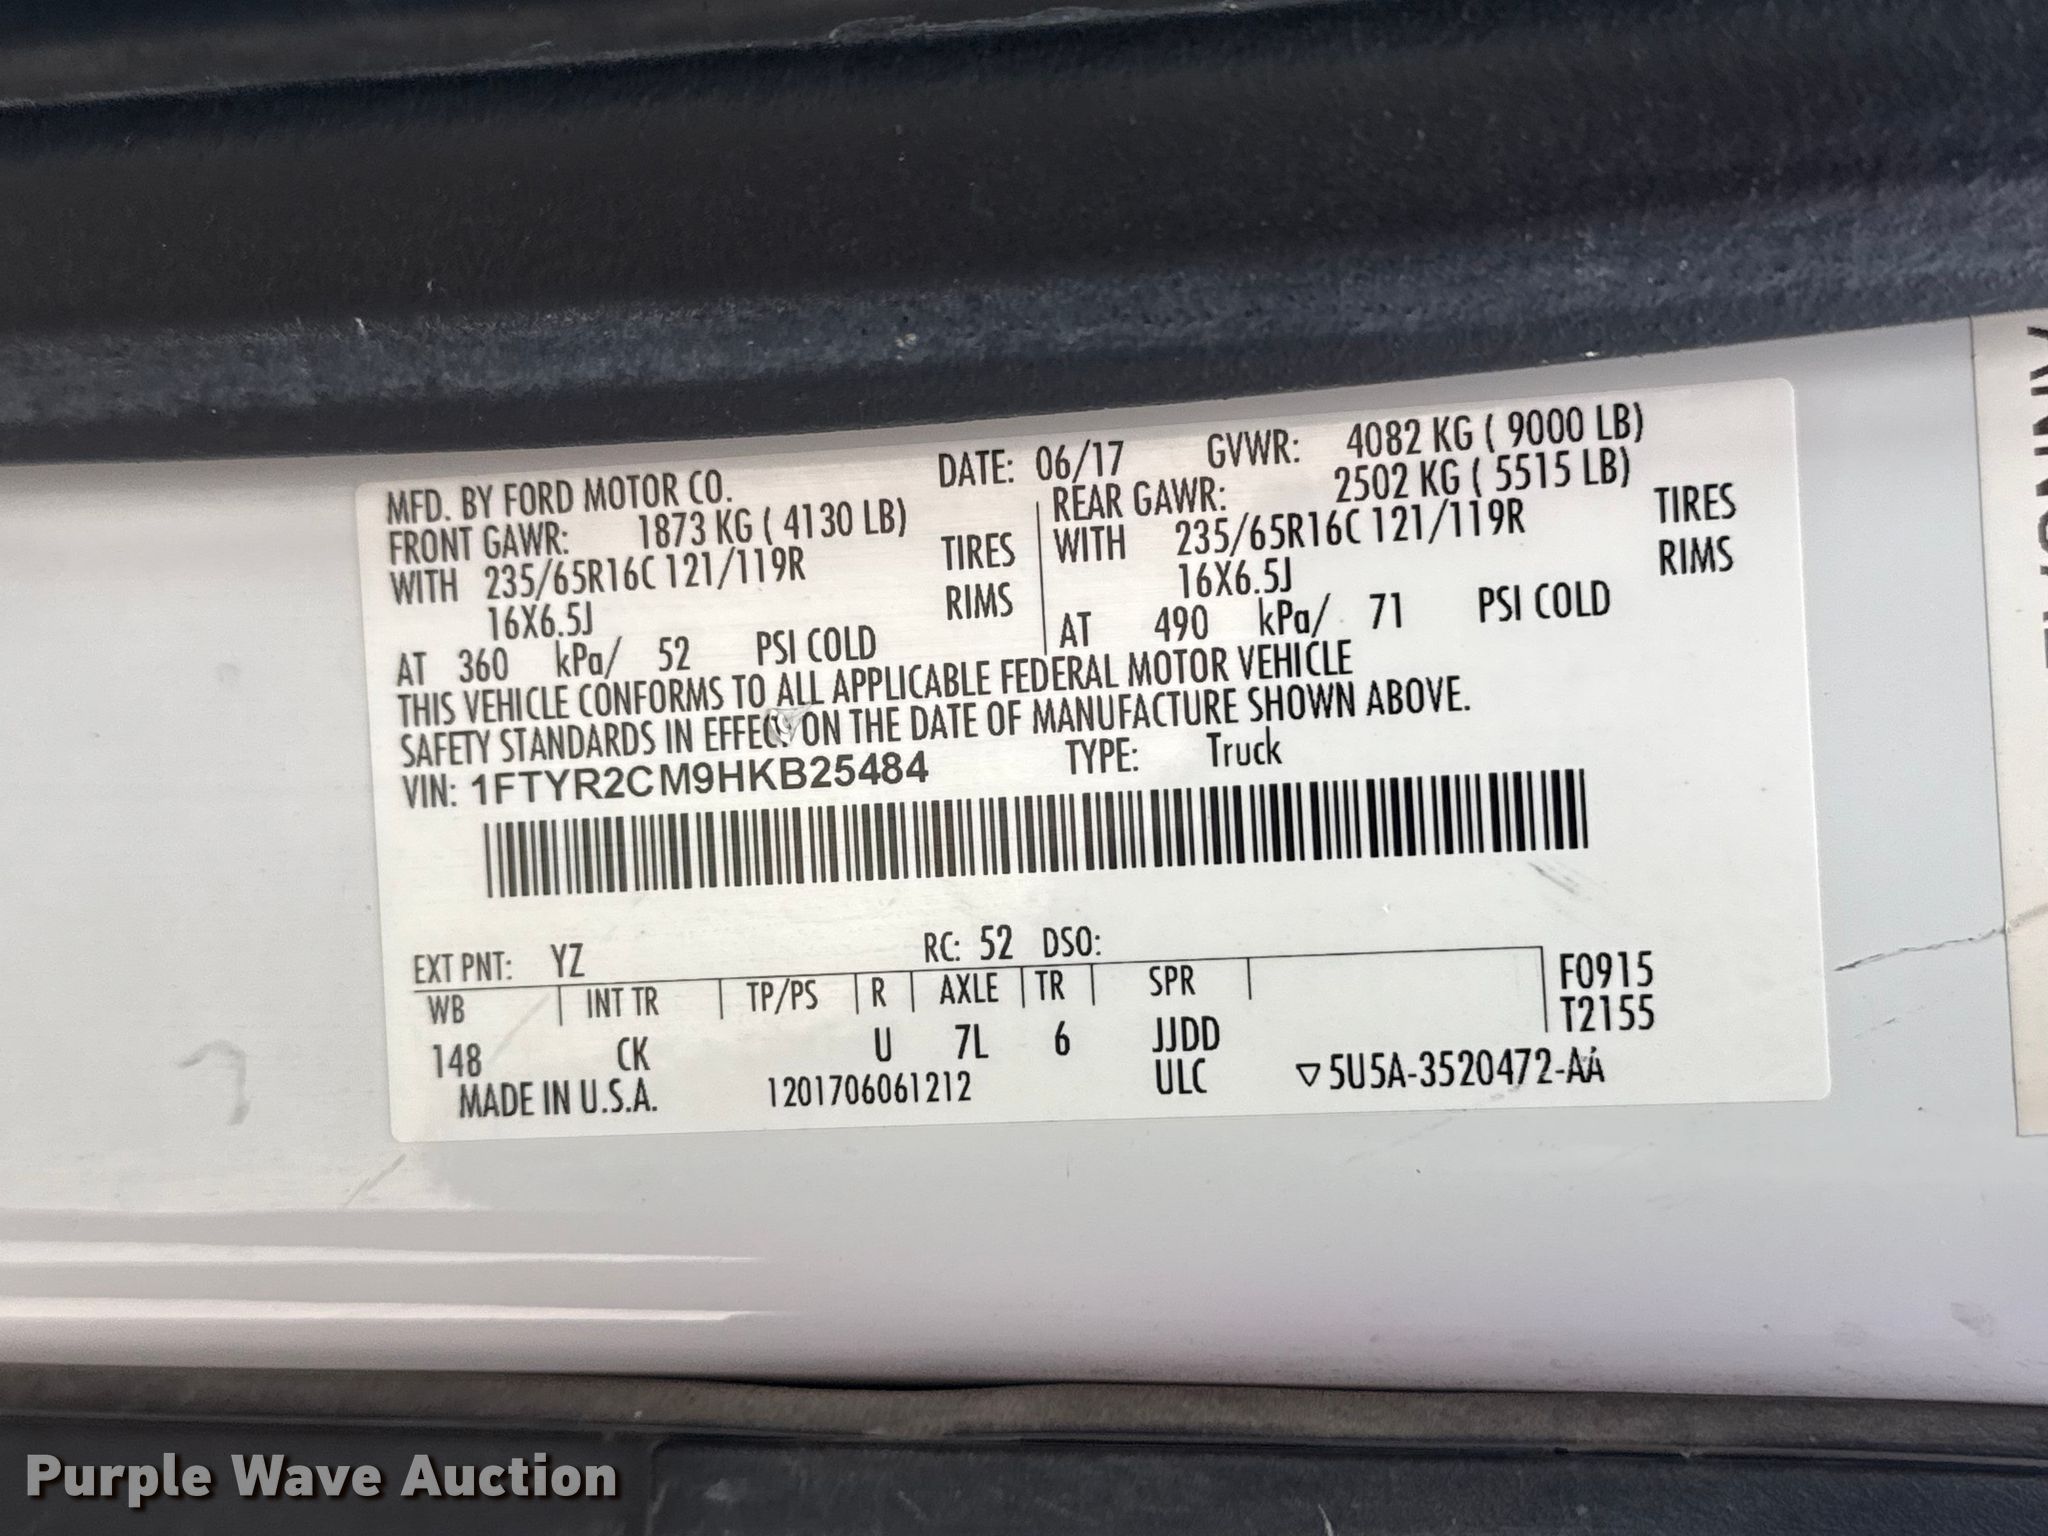 MFD. BY FORD MOTOR CO. DATE: 06/17 GVWR: 4082 KG ( 9000 LB)
FRONT GAWR: 1873 KG ( 4130 LB) REAR GAWR: 2502 KG ( 5515 LB)
WITH 235/65R16C 121/119R TIRES WITH 235/65R16C 121/119R TIRES
16X6.5J RIMS 16X6.5J RIMS
AT 360 kPa/ 52 PSI COLD AT 490 kPa/ 71 PSI COLD
THIS VEHICLE CONFORMS TO ALL APPLICABLE FEDERAL MOTOR VEHICLE
SAFETY STANDARDS IN EFFECT ON THE DATE OF MANUFACTURE SHOWN ABOVE.
VIN: 1FTYR2CM9HKB25484 TYPE: Truck
EXT PNT: YZ RC: 52 DSO:
WB INT TR TP/PS R AXLE TR SPR F0915
148 CK U 7L 6 JJDD T2155
MADE IN U.S.A. 1201706061212 ULC ▽5U5A-3520472-AA
Purple Wave Auction